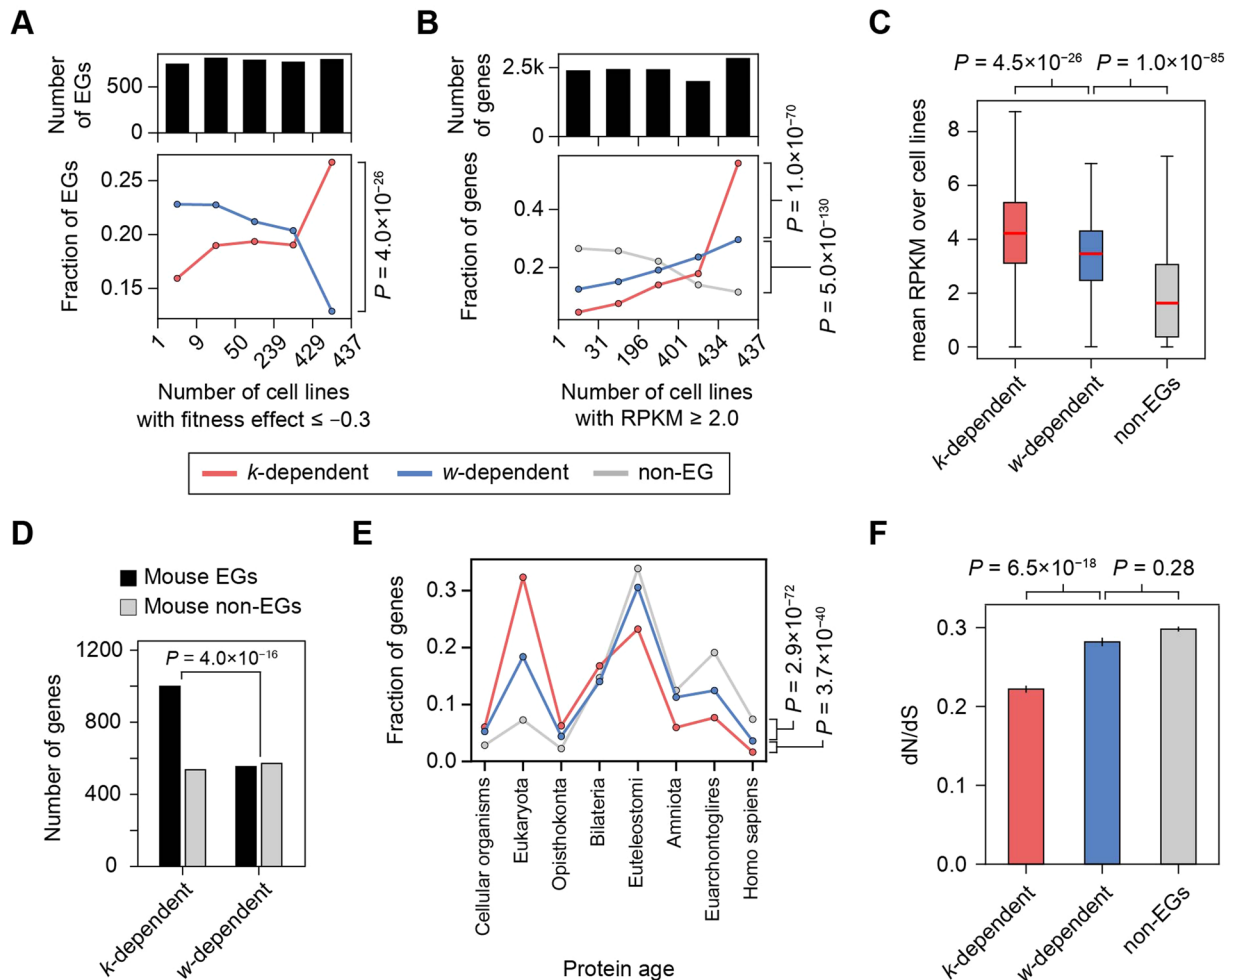 A
Number
of EGs
500
0
Fraction of EGs
0.25
0.20
0.15
P = 4.0×10⁻²⁶
1
9
50
239
429
437
Number of cell lines
with fitness effect ≤ −0.3
B
Number
of genes
2.5k
0
Fraction of genes
0.4
0.2
P = 1.0×10⁻⁷⁰
P = 5.0×10⁻¹³⁰
1
31
196
401
434
437
Number of cell lines
with RPKM ≥ 2.0
C
P = 4.5×10⁻²⁶
P = 1.0×10⁻⁸⁵
mean RPKM over cell lines
8
6
4
2
0
k-dependent
w-dependent
non-EGs
k-dependent
w-dependent
non-EG
D
Mouse EGs
Mouse non-EGs
Number of genes
1200
800
400
0
P = 4.0×10⁻¹⁶
k-dependent
w-dependent
E
Fraction of genes
0.3
0.2
0.1
0.0
P = 2.9×10⁻⁷²
P = 3.7×10⁻⁴⁰
Cellular organisms
Eukaryota
Opisthokonta
Bilateria
Euteleostomi
Amniota
Euarchontoglires
Homo sapiens
Protein age
F
P = 6.5×10⁻¹⁸
P = 0.28
dN/dS
0.3
0.2
0.1
0.0
k-dependent
w-dependent
non-EGs